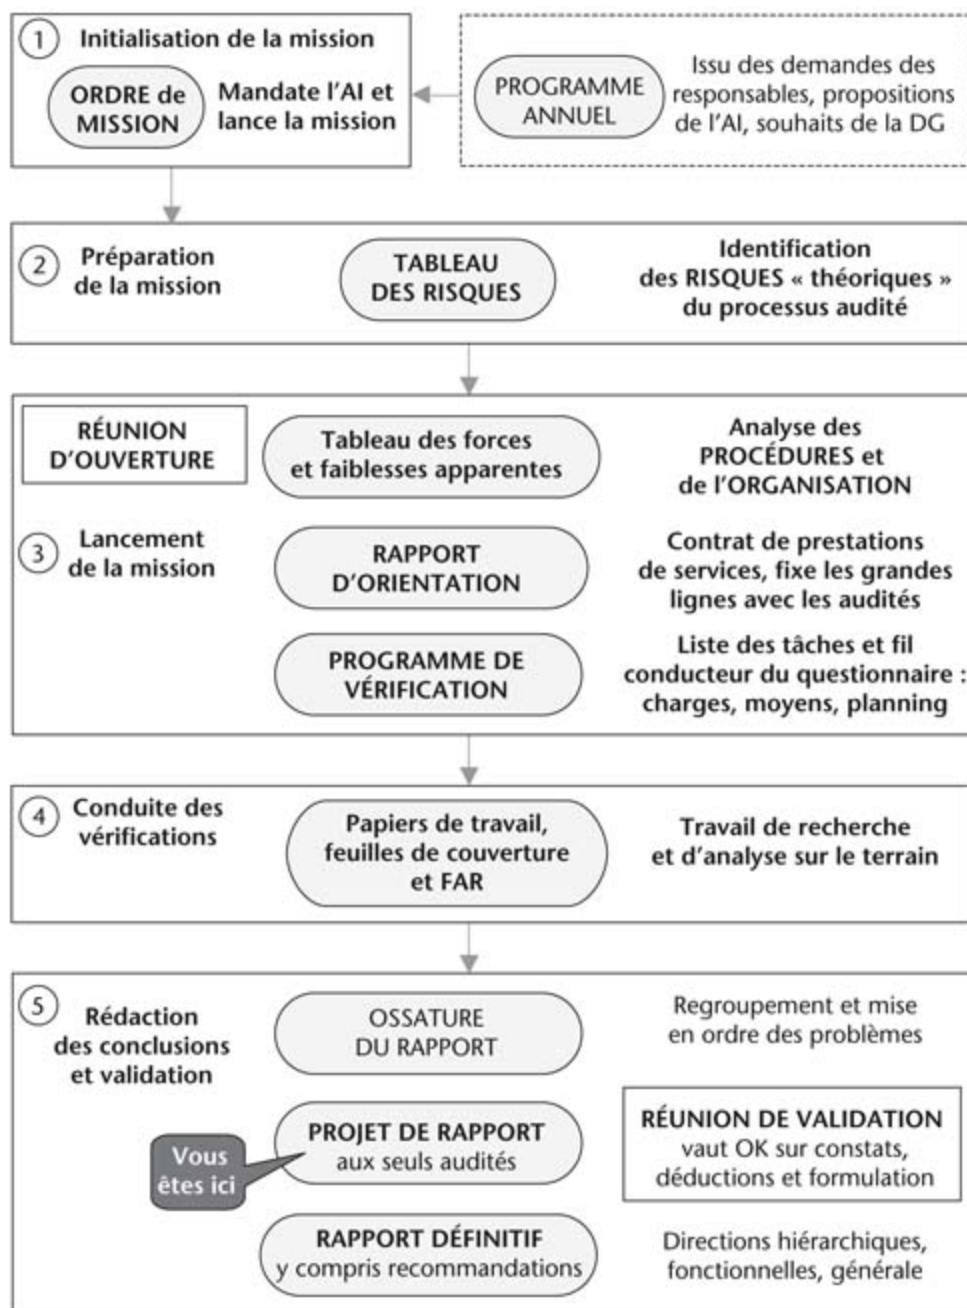 1 Initialisation de la mission
ORDRE de
MISSION
Mandate l'AI et
lance la mission
PROGRAMME
ANNUEL
Issu des demandes des
responsables, propositions
de l'AI, souhaits de la DG
2 Préparation
de la mission
TABLEAU
DES RISQUES
Identification
des RISQUES « théoriques »
du processus audité
RÉUNION
D'OUVERTURE
Tableau des forces
et faiblesses apparentes
Analyse des
PROCÉDURES et
de l'ORGANISATION
3 Lancement
de la mission
RAPPORT
D'ORIENTATION
Contrat de prestations
de services, fixe les grandes
lignes avec les audités
PROGRAMME DE
VÉRIFICATION
Liste des tâches et fil
conducteur du questionnaire :
charges, moyens, planning
4 Conduite des
vérifications
Papiers de travail,
feuilles de couverture
et FAR
Travail de recherche
et d'analyse sur le terrain
5 Rédaction
des conclusions
et validation
OSSATURE
DU RAPPORT
Regroupement et mise
en ordre des problèmes
Vous
êtes ici
PROJET DE RAPPORT
aux seuls audités
RÉUNION DE VALIDATION
vaut OK sur constats,
déductions et formulation
RAPPORT DÉFINITIF
y compris recommandations
Directions hiérarchiques,
fonctionnelles, générale